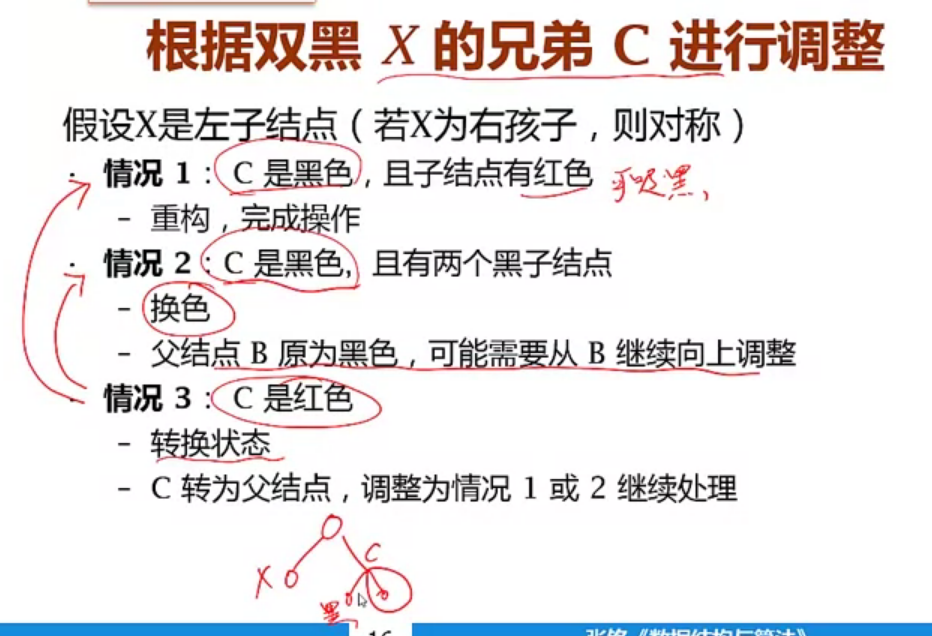 根据双黑 X 的兄弟 C 进行调整
假设X是左子结点（若X为右孩子，则对称）
· 情况 1：C 是黑色，且子结点有红色
– 重构，完成操作
· 情况 2：C 是黑色，且有两个黑子结点
– 换色
– 父结点 B 原为黑色，可能需要从 B 继续向上调整
· 情况 3：C 是红色
– 转换状态
– C 转为父结点，调整为情况 1 或 2 继续处理
C
X
黑
16
张铭《数据结构与算法》